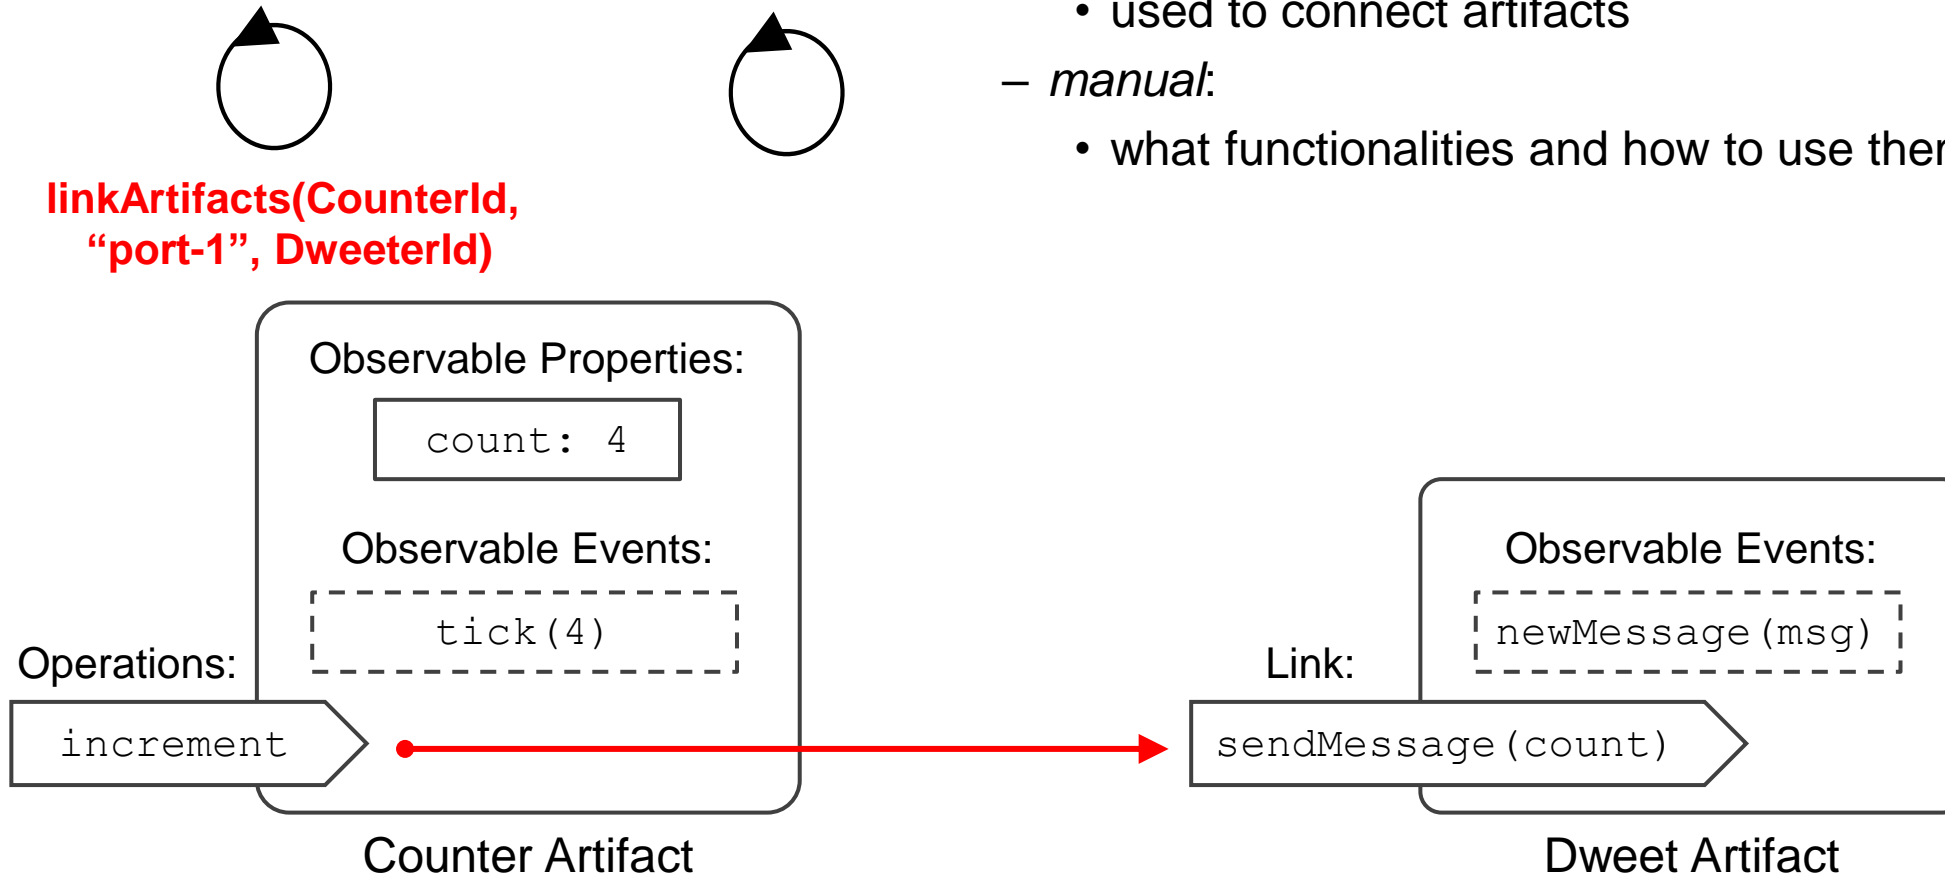 • used to connect artifacts
– manual:
• what functionalities and how to use
linkArtifacts(CounterId,
“port-1”, DweeterId)
Observable Properties:
count: 4
Observable Events:
tick(4)
Operations:
increment
Counter Artifact
Observable Events:
newMessage(msg)
Link:
sendMessage(count)
Dweet Artifact